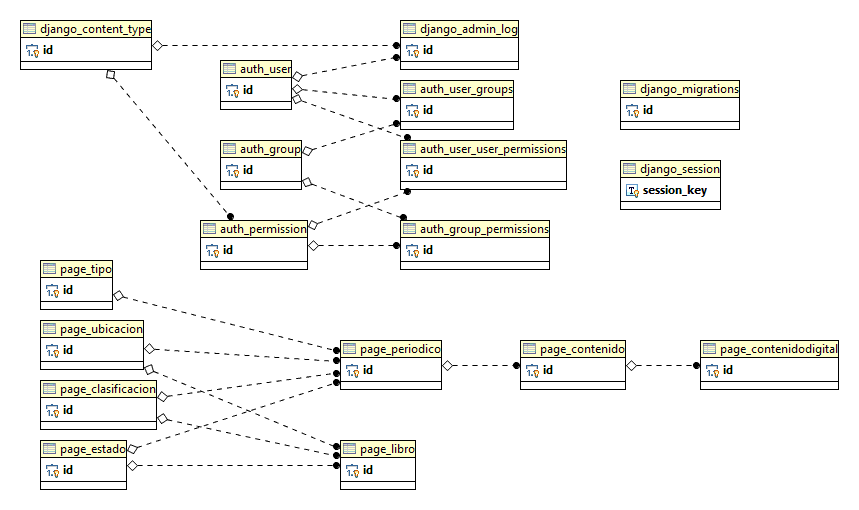 django_content_type
id
django_admin_log
id
auth_user
id
auth_user_groups
id
django_migrations
id
auth_group
id
auth_user_user_permissions
id
django_session
session_key
auth_permission
id
auth_group_permissions
id
page_tipo
id
page_ubicacion
id
page_periodico
id
page_contenido
id
page_contenidodigital
id
page_clasificacion
id
page_estado
id
page_libro
id